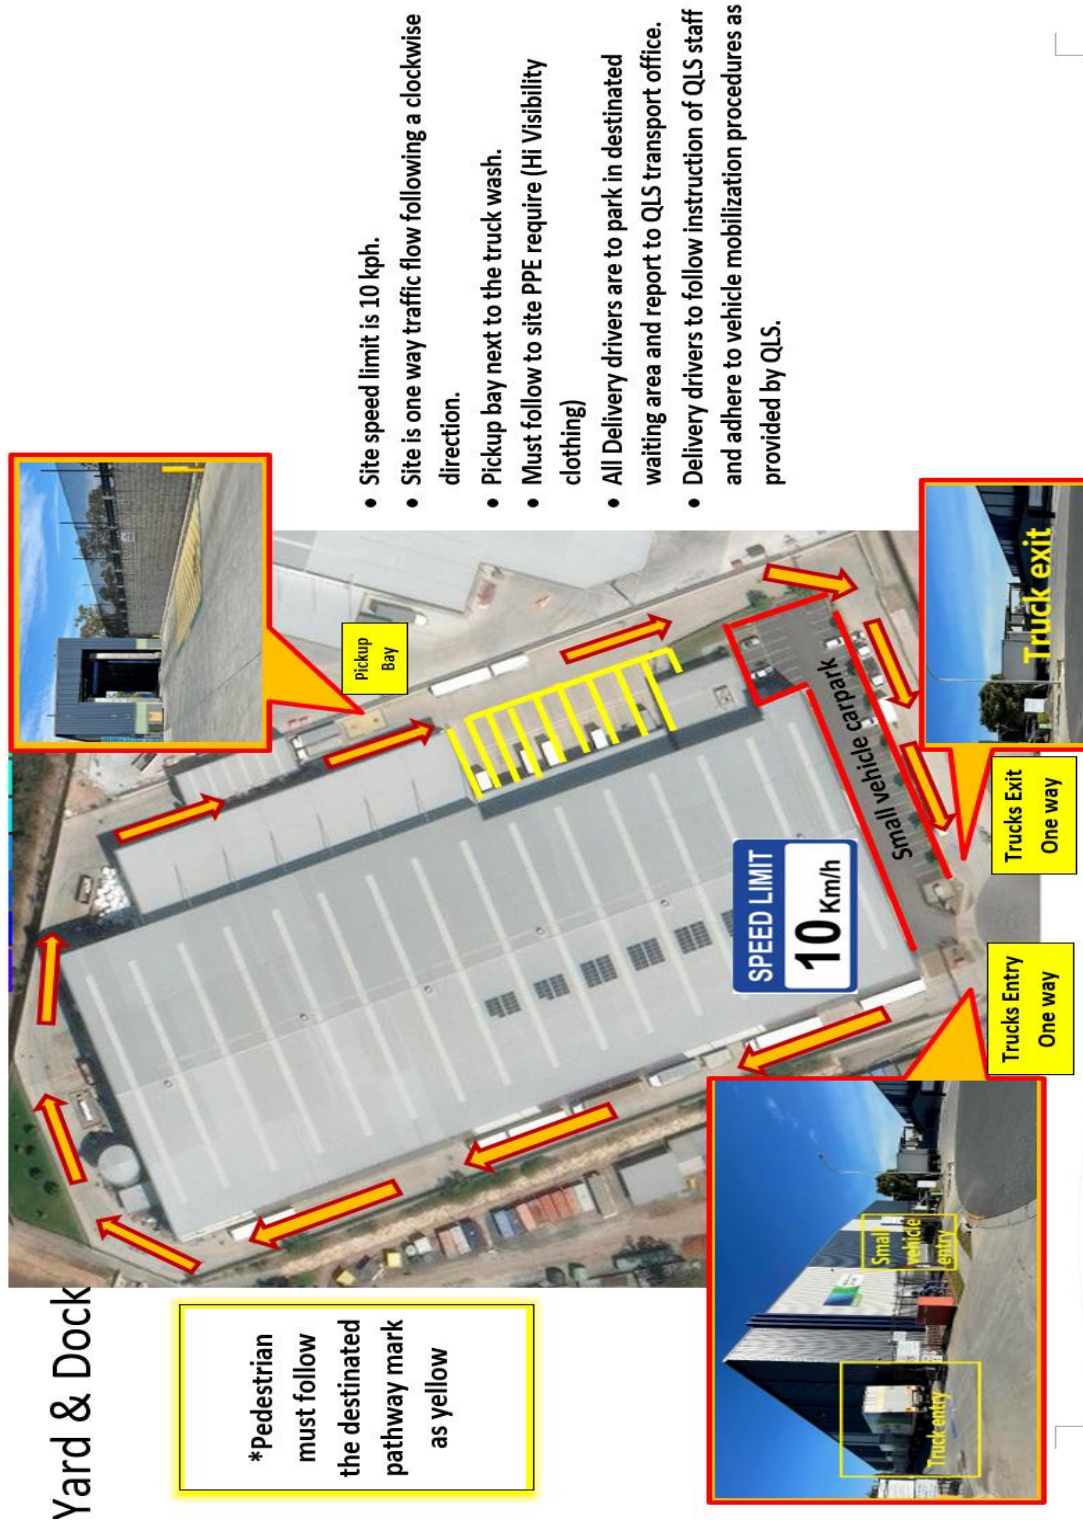 Yard & Dock
*Pedestrian
must follow
the destinated
pathway mark
as yellow
Pickup
Bay
SPEED LIMIT
10 Km/h
Small vehicle carpark
Truck entry
Small
vehicle
entry
Trucks Entry
One way
Trucks Exit
One way
Truck exit
• Site speed limit is 10 kph.
• Site is one way traffic flow following a clockwise
direction.
• Pickup bay next to the truck wash.
• Must follow to site PPE require (Hi Visibility
clothing)
• All Delivery drivers are to park in destinated
waiting area and report to QLS transport office.
• Delivery drivers to follow instruction of QLS staff
and adhere to vehicle mobilization procedures as
provided by QLS.